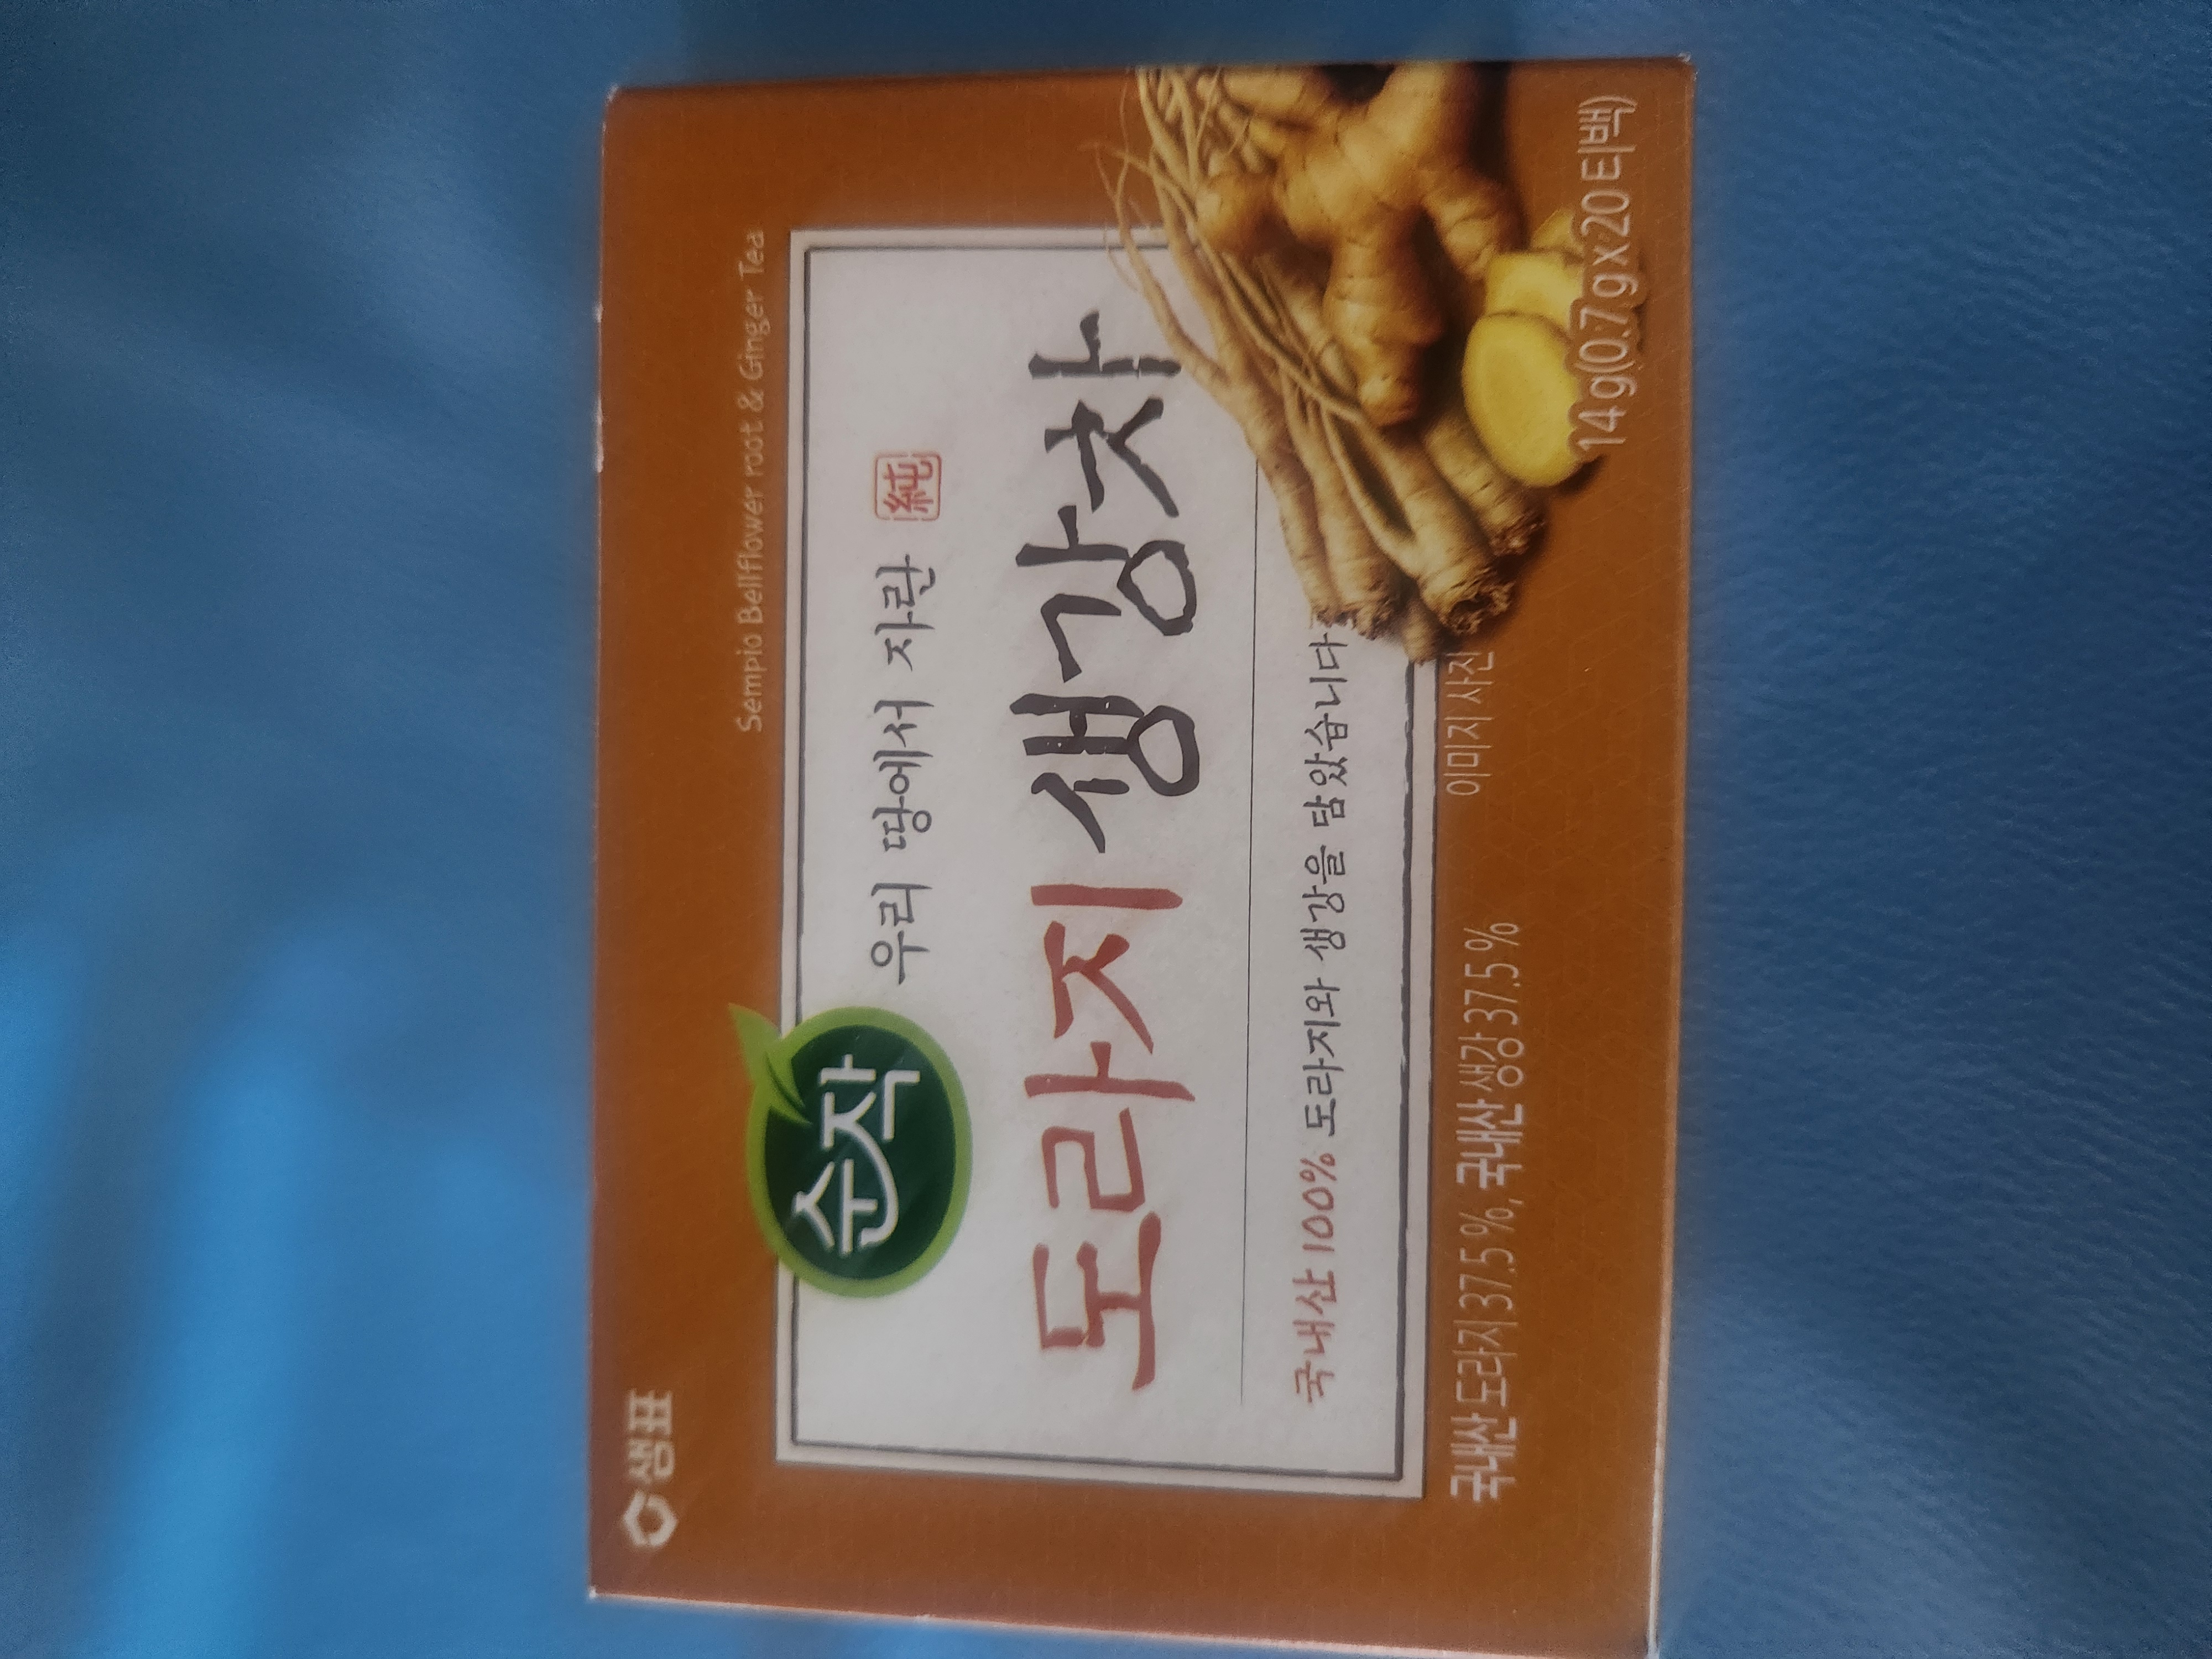 샘표
Sempio Bellflower root & Ginger Tea
순작
우리 땅에서 자란 純
도라지 생강차
국내산 100% 도라지와 생강을 담았습니다
이미지 사진
국내산 도라지 37.5%, 국내산 생강 37.5%
14g(0.7g x 20티백)